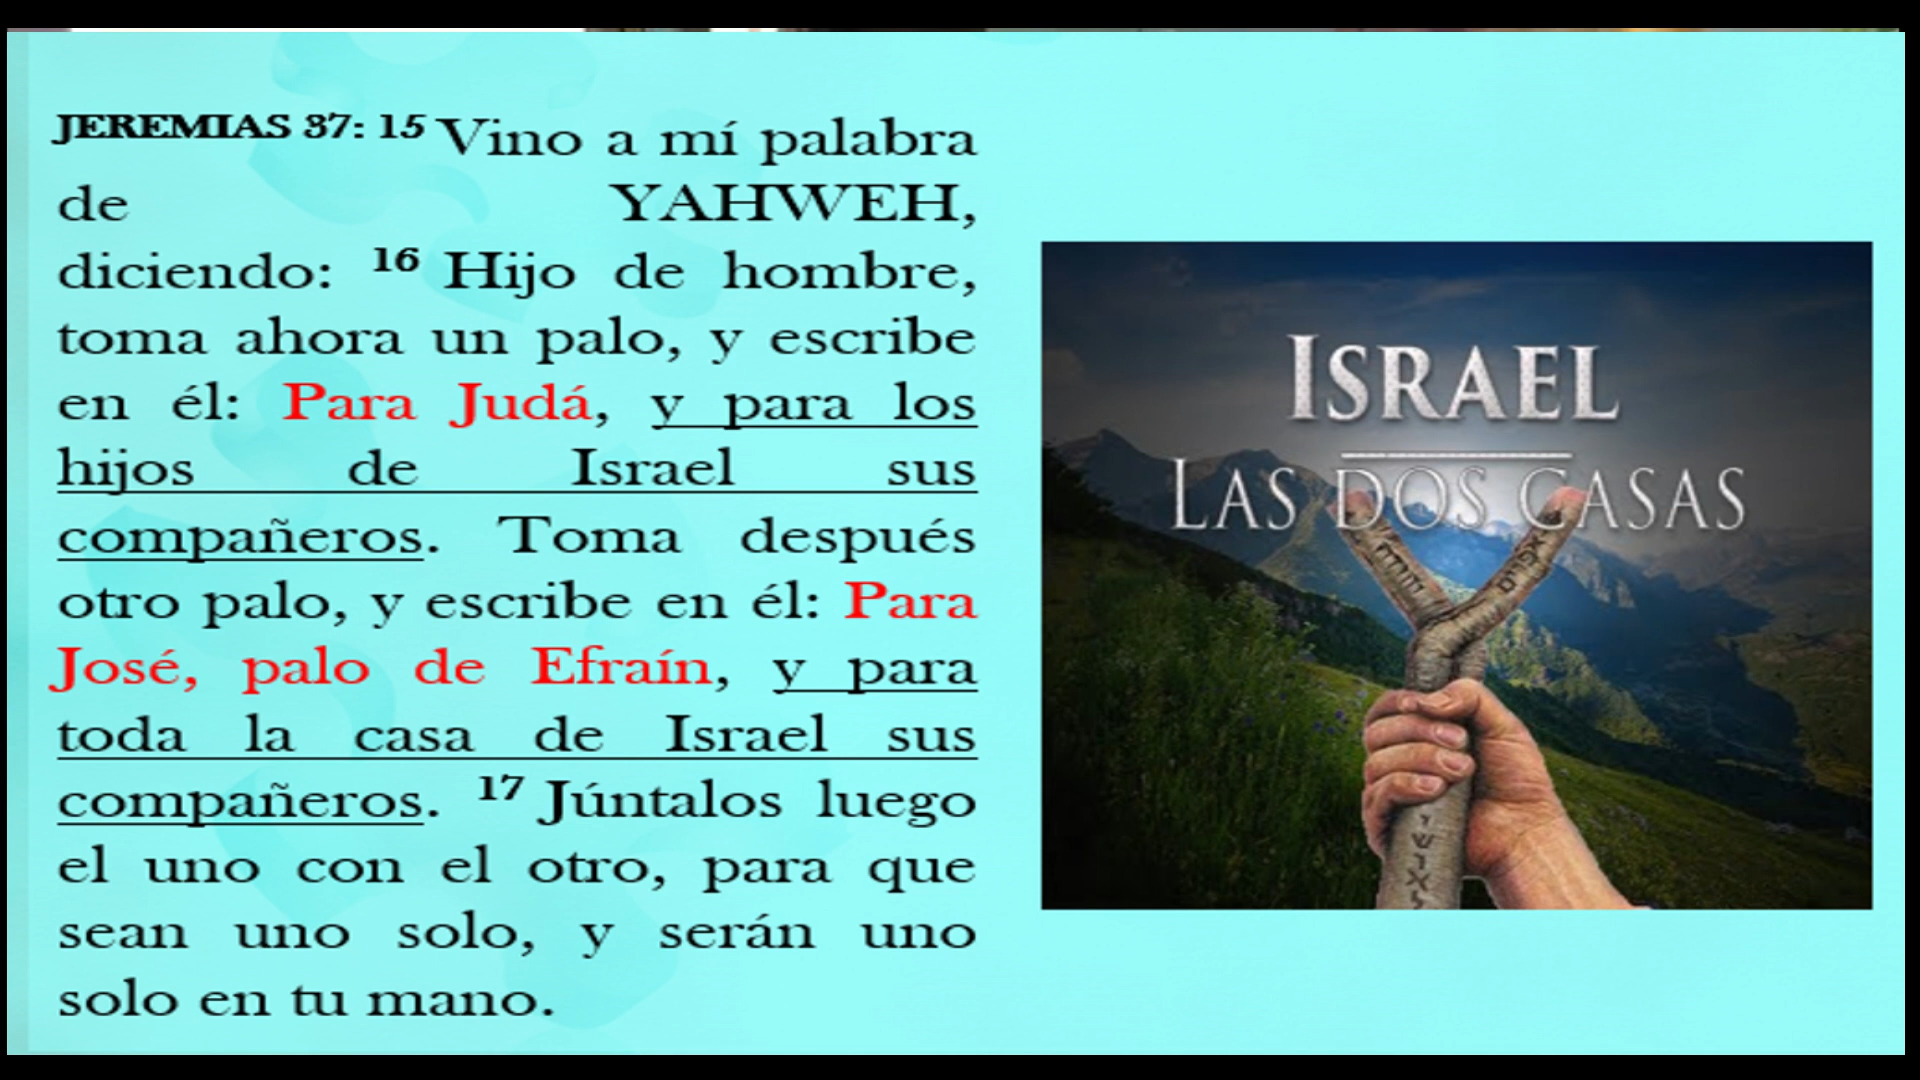 JEREMIAS 37: 15 Vino a mí palabra
de YAHWEH,
diciendo: 16 Hijo de hombre,
toma ahora un palo, y escribe
en él: Para Judá, y para los
hijos de Israel sus
compañeros. Toma después
otro palo, y escribe en él: Para
José, palo de Efraín, y para
toda la casa de Israel sus
compañeros. 17 Júntalos luego
el uno con el otro, para que
sean uno solo, y serán uno
solo en tu mano.
ISRAEL
LAS DOS CASAS